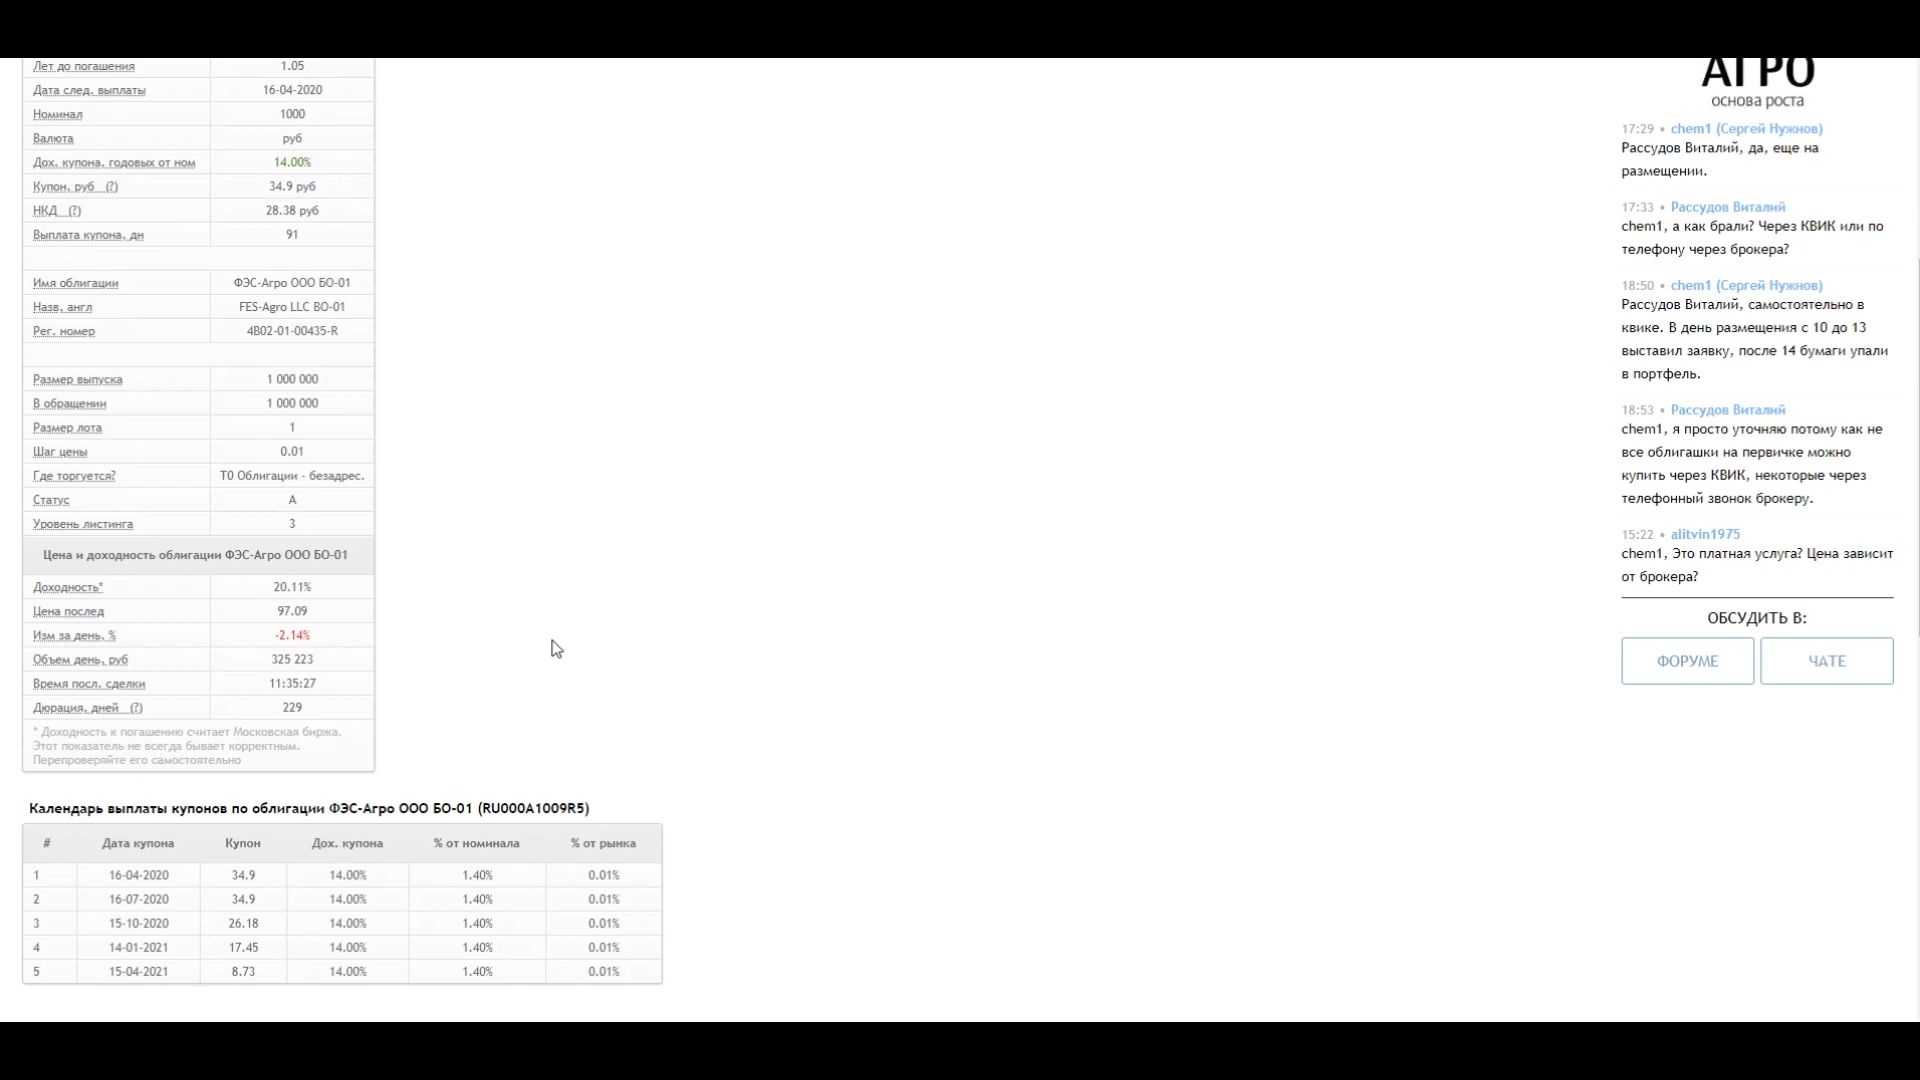 Лет до погашения 1.05
Дата след. выплаты 16-04-2020
Номинал 1000
Валюта руб
Дох. купона, годовых от ном 14.00%
Купон, руб (?) 34.9 руб
НКД (?) 28.38 руб
Выплата купона, дн 91
Имя облигации ФЭС-Агро ООО БО-01
Назв. англ FES-Agro LLC BO-01
Рег. номер 4B02-01-00435-R
Размер выпуска 1 000 000
В обращении 1 000 000
Размер лота 1
Шаг цены 0.01
Где торгуется? Т0 Облигации - безадрес.
Статус А
Уровень листинга 3
Цена и доходность облигации ФЭС-Агро ООО БО-01
Доходность* 20.11%
Цена послед 97.09
Изм за день, % -2.14%
Объем день, руб 325 223
Время посл. сделки 11:35:27
Дюрация, дней (?) 229
* Доходность к погашению считает Московская биржа.
Этот показатель не всегда бывает корректным.
Перепроверяйте его самостоятельно
Календарь выплаты купонов по облигации ФЭС-Агро ООО БО-01 (RU000A1009R5)
# Дата купона Купон Дох. купона % от номинала % от рынка
1 16-04-2020 34.9 14.00% 1.40% 0.01%
2 16-07-2020 34.9 14.00% 1.40% 0.01%
3 15-10-2020 26.18 14.00% 1.40% 0.01%
4 14-01-2021 17.45 14.00% 1.40% 0.01%
5 15-04-2021 8.73 14.00% 1.40% 0.01%
АГРО
основа роста
17:29 • chem1 (Сергей Нужнов)
Рассудов Виталий, да, еще на
размещении.
17:33 • Рассудов Виталий
chem1, а как брали? Через КВИК или по
телефону через брокера?
18:50 • chem1 (Сергей Нужнов)
Рассудов Виталий, самостоятельно в
квике. В день размещения с 10 до 13
выставил заявку, после 14 бумаги упали
в портфель.
18:53 • Рассудов Виталий
chem1, я просто уточняю потому как не
все облигашки на первичке можно
купить через КВИК, некоторые через
телефонный звонок брокеру.
15:22 • alitvin1975
chem1, Это платная услуга? Цена зависит
от брокера?
ОБСУДИТЬ В:
ФОРУМЕ ЧАТЕ